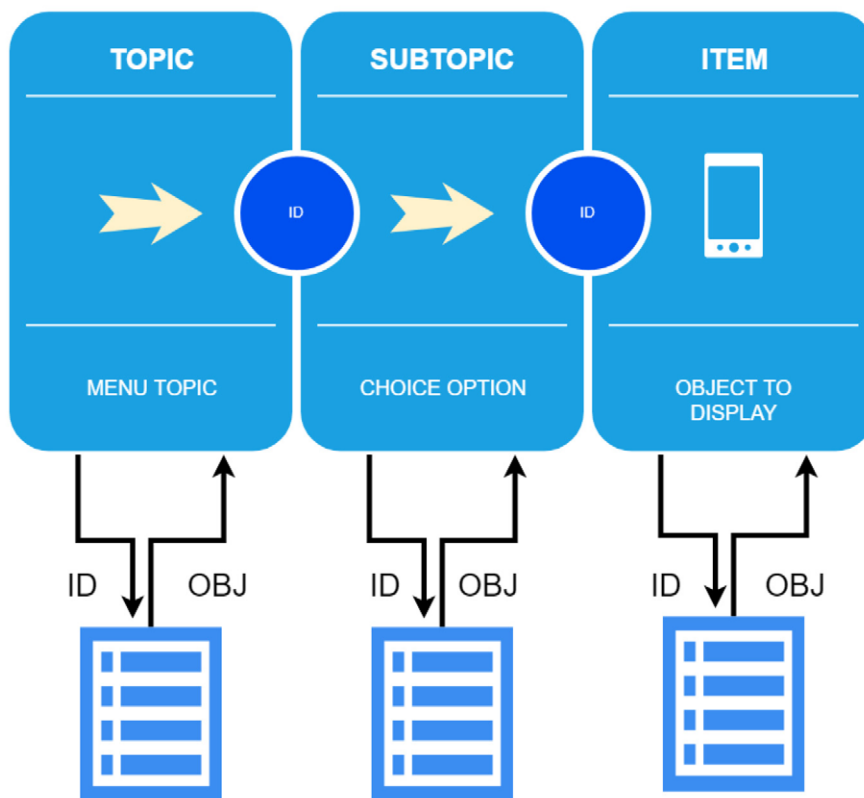 TOPIC
SUBTOPIC
ITEM
ID
ID
MENU TOPIC
CHOICE OPTION
OBJECT TO
DISPLAY
ID
OBJ
ID
OBJ
ID
OBJ